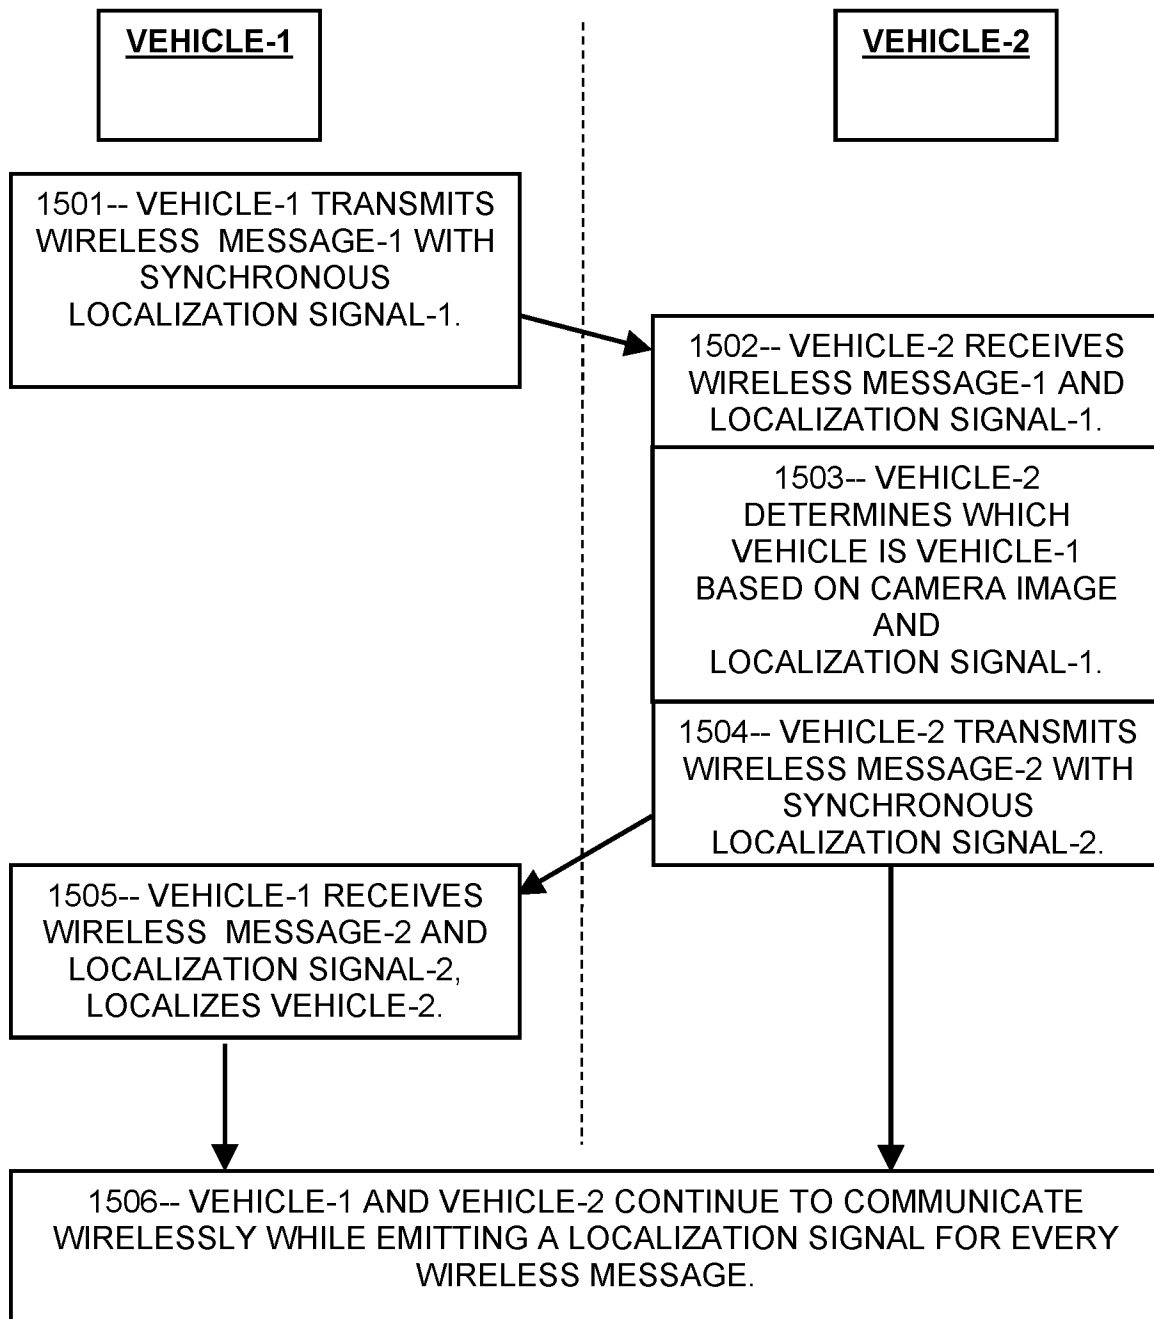 VEHICLE-1
VEHICLE-2
1501-- VEHICLE-1 TRANSMITS
WIRELESS MESSAGE-1 WITH
SYNCHRONOUS
LOCALIZATION SIGNAL-1.
1502-- VEHICLE-2 RECEIVES
WIRELESS MESSAGE-1 AND
LOCALIZATION SIGNAL-1.
1503-- VEHICLE-2
DETERMINES WHICH
VEHICLE IS VEHICLE-1
BASED ON CAMERA IMAGE
AND
LOCALIZATION SIGNAL-1.
1504-- VEHICLE-2 TRANSMITS
WIRELESS MESSAGE-2 WITH
SYNCHRONOUS
LOCALIZATION SIGNAL-2.
1505-- VEHICLE-1 RECEIVES
WIRELESS MESSAGE-2 AND
LOCALIZATION SIGNAL-2,
LOCALIZES VEHICLE-2.
1506-- VEHICLE-1 AND VEHICLE-2 CONTINUE TO COMMUNICATE
WIRELESSLY WHILE EMITTING A LOCALIZATION SIGNAL FOR EVERY
WIRELESS MESSAGE.